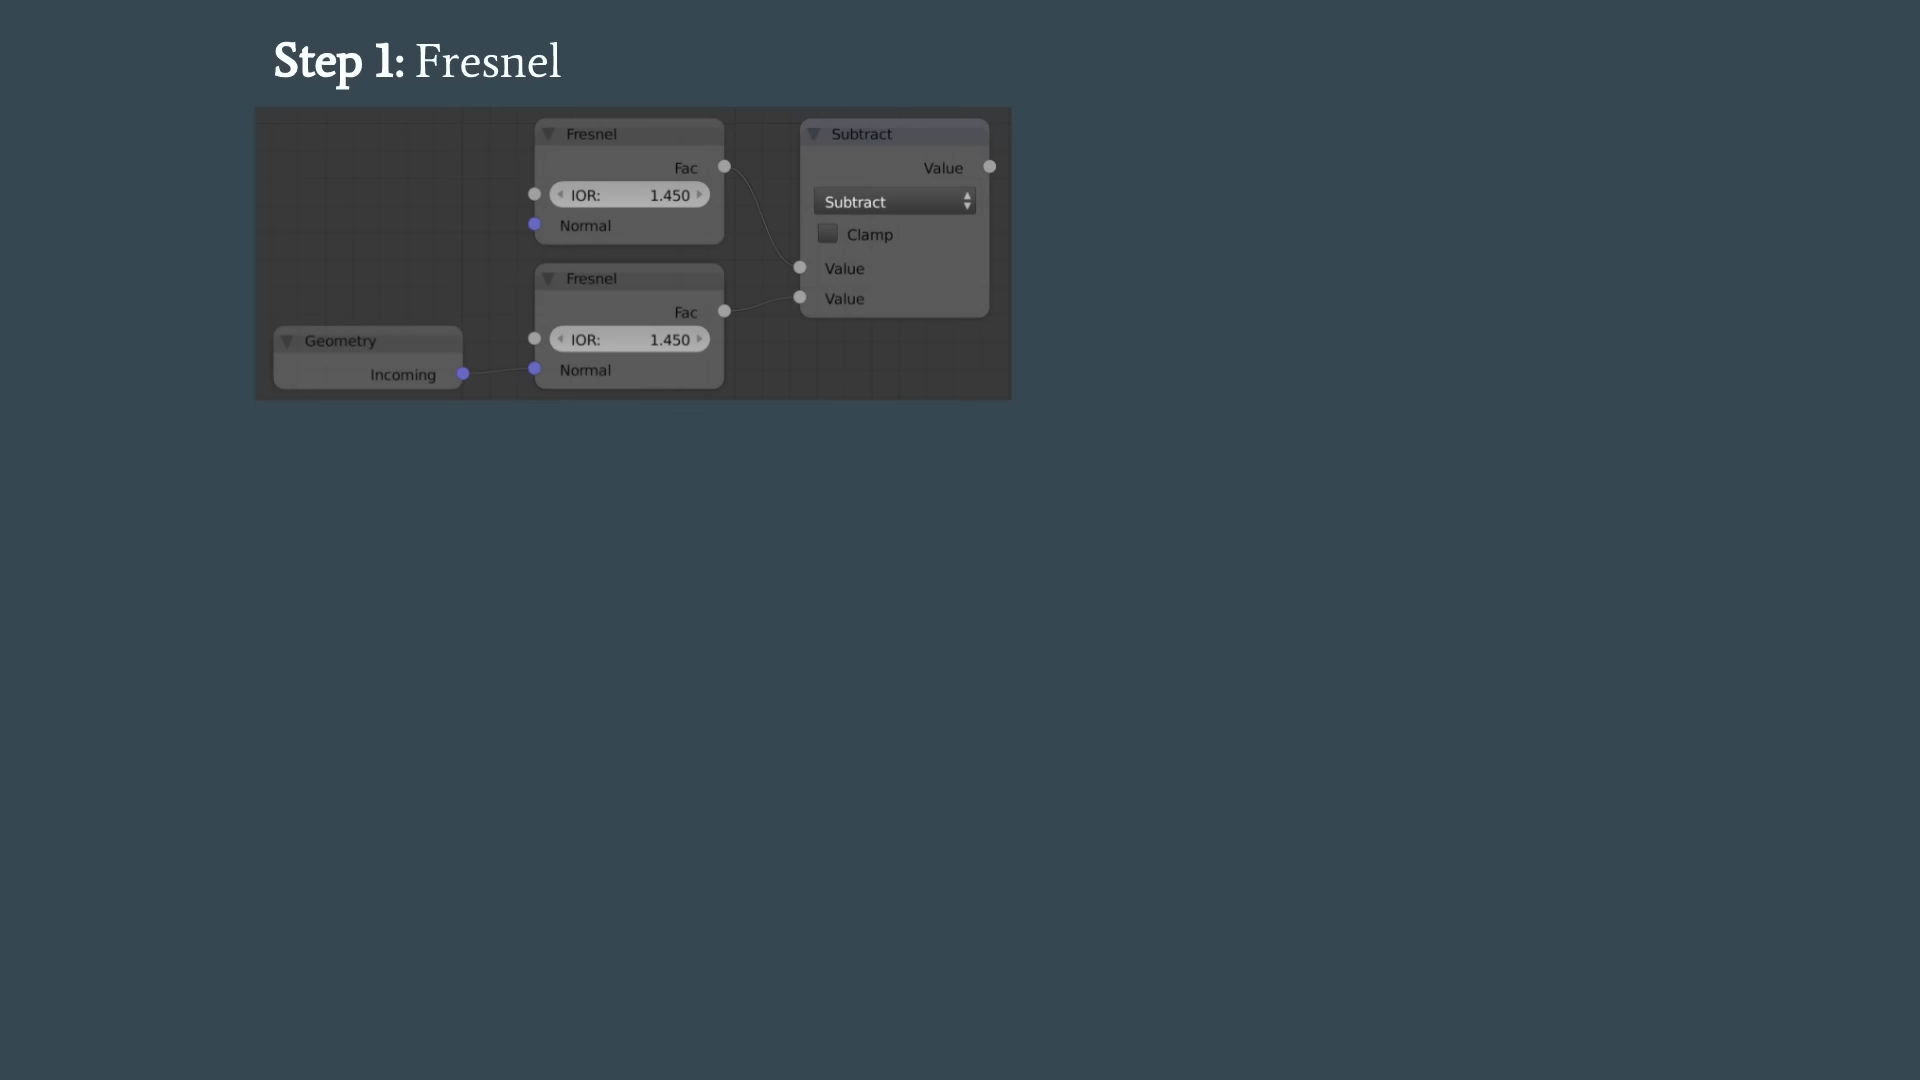 Step 1: Fresnel
Fresnel
Fac
IOR: 1.450
Normal
Fresnel
Fac
IOR: 1.450
Normal
Geometry
Incoming
Subtract
Value
Subtract
Clamp
Value
Value